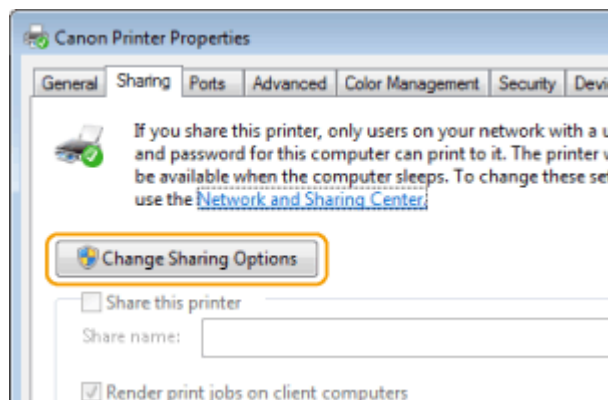 Canon Printer Properties
General Sharing Ports Advanced Color Management Security Devi
If you share this printer, only users on your network with a u
and password for this computer can print to it. The printer
be available when the computer sleeps. To change these set
use the Network and Sharing Center.
Change Sharing Options
Share this printer
Share name:
Render print jobs on client computers